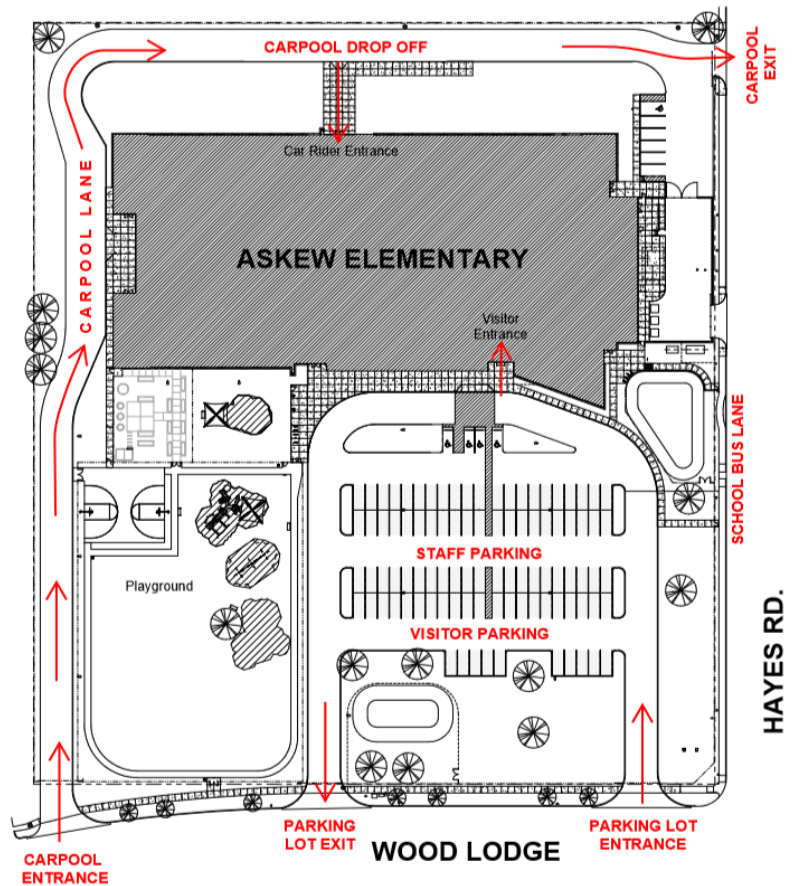 CARPOOL DROP OFF
CARPOOL
EXIT
Car Rider Entrance
CARPOOL LANE
ASKEW ELEMENTARY
Visitor
Entrance
SCHOOL BUS LANE
STAFF PARKING
Playground
VISITOR PARKING
HAYES RD.
PARKING
LOT EXIT
WOOD LODGE
PARKING LOT
ENTRANCE
CARPOOL
ENTRANCE